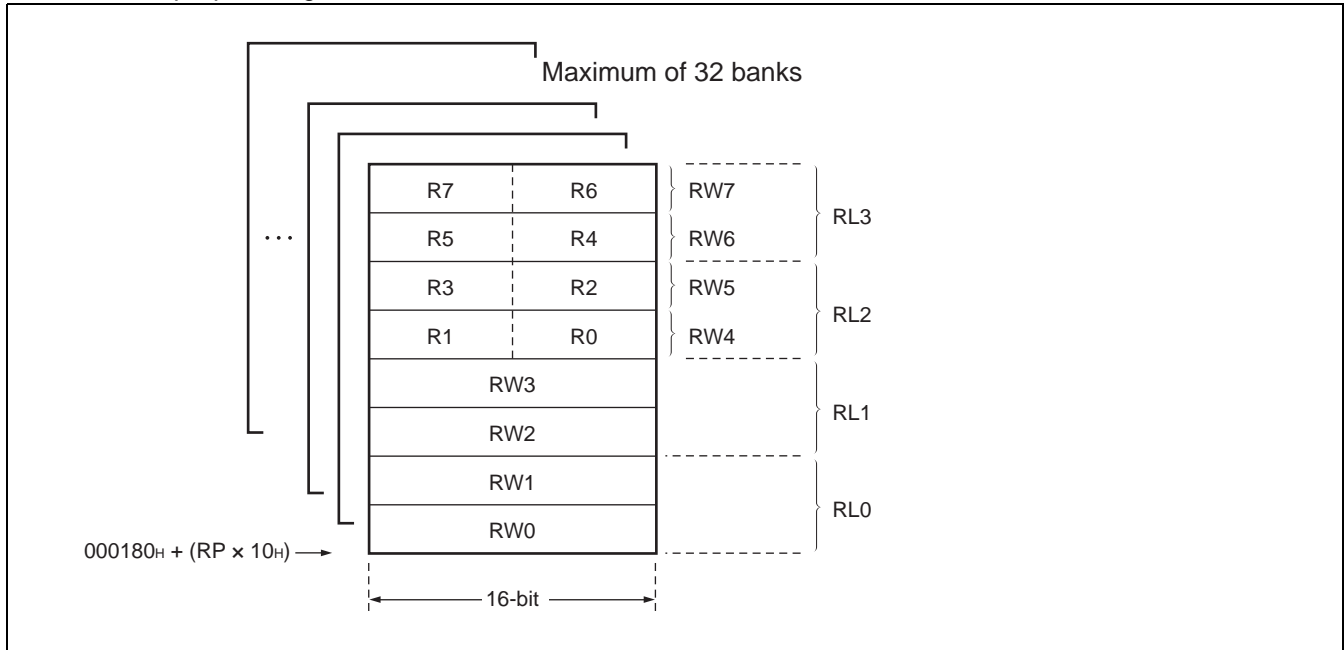 Maximum of 32 banks
R7 R6 RW7
RL3
... R5 R4 RW6
R3 R2 RW5
RL2
R1 R0 RW4
RW3
RL1
RW2
RW1
RL0
RW0
000180H + (RP × 10H)
16-bit